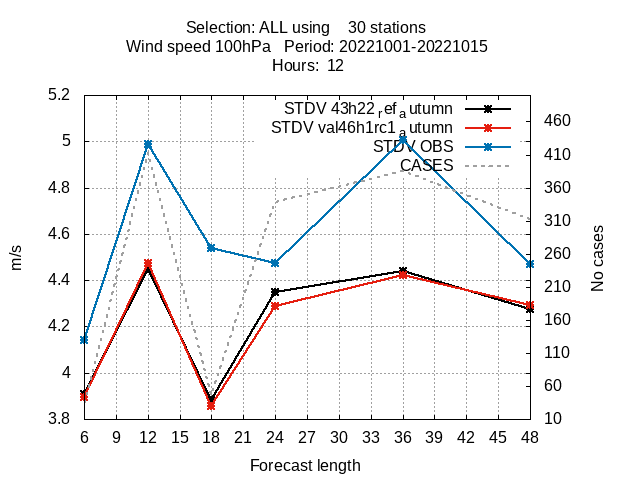 Selection: ALL using    30 stations
Wind speed 100hPa   Period: 20221001-20221015
Hours:  12
STDV 43h22_ref_autumn
STDV val46h1rc1_autumn
STDV OBS
CASES
5.2
5
4.8
4.6
4.4
4.2
4
3.8
m/s
460
410
360
310
260
210
160
110
60
10
No cases
6 9 12 15 18 21 24 27 30 33 36 39 42 45 48
Forecast length